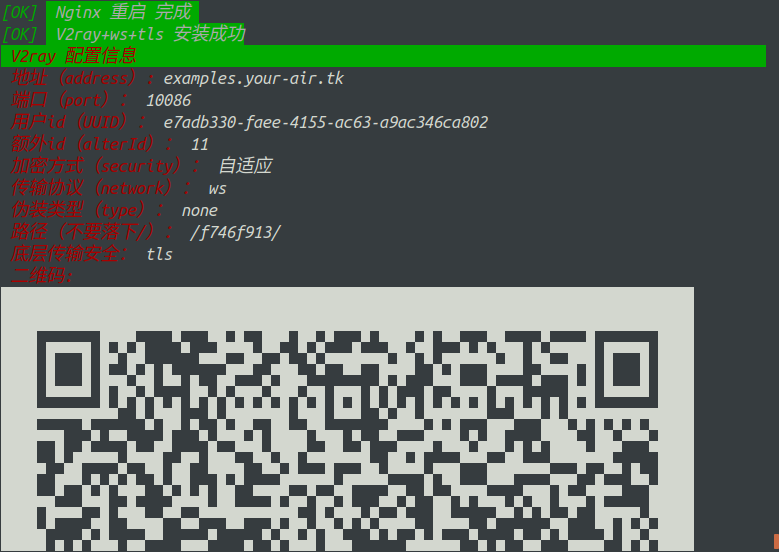 [OK] Nginx 重启 完成
[OK] V2ray+ws+tls 安装成功
V2ray 配置信息
地址（address）: examples.your-air.tk
端口（port）： 10086
用户id（UUID）： e7adb330-faee-4155-ac63-a9ac346ca802
额外id（alterId）： 11
加密方式（security）： 自适应
传输协议（network）： ws
伪装类型（type）： none
路径（不要落下/）： /f746f913/
底层传输安全： tls
二维码: